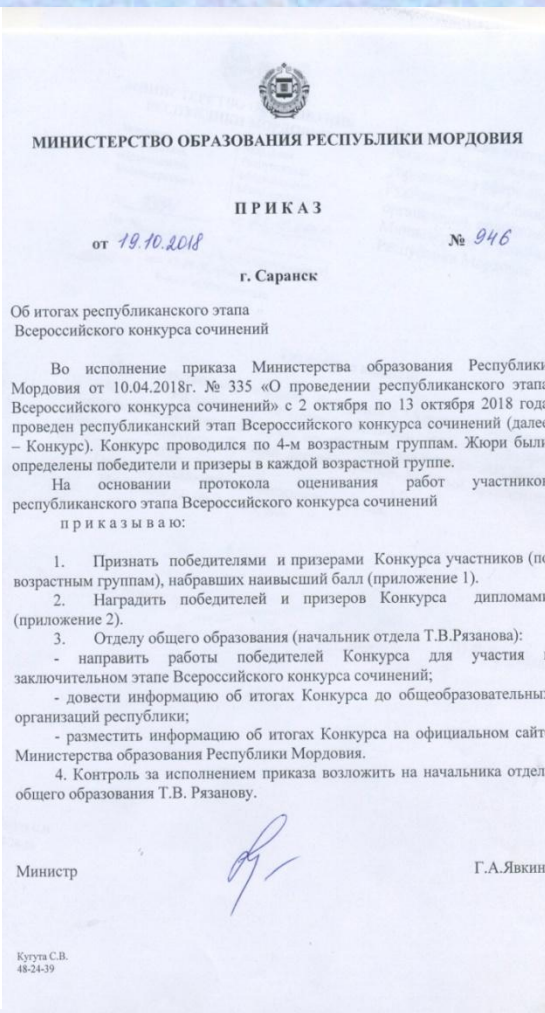 МИНИСТЕРСТВО ОБРАЗОВАНИЯ РЕСПУБЛИКИ МОРДОВИЯ
П Р И К А З
от 19.10.2018 № 946
г. Саранск
Об итогах республиканского этапа
Всероссийского конкурса сочинений
Во исполнение приказа Министерства образования Республики
Мордовия от 10.04.2018г. № 335 «О проведении республиканского этапа
Всероссийского конкурса сочинений» с 2 октября по 13 октября 2018 года
проведен республиканский этап Всероссийского конкурса сочинений (далее
– Конкурс). Конкурс проводился по 4-м возрастным группам. Жюри были
определены победители и призеры в каждой возрастной группе.
На основании протокола оценивания работ участников
республиканского этапа Всероссийского конкурса сочинений
п р и к а з ы в а ю:
1. Признать победителями и призерами Конкурса участников (по
возрастным группам), набравших наивысший балл (приложение 1).
2. Наградить победителей и призеров Конкурса дипломами
(приложение 2).
3. Отделу общего образования (начальник отдела Т.В.Рязанова):
- направить работы победителей Конкурса для участия
заключительном этапе Всероссийского конкурса сочинений;
- довести информацию об итогах Конкурса до общеобразовательных
организаций республики;
- разместить информацию об итогах Конкурса на официальном сайте
Министерства образования Республики Мордовия.
4. Контроль за исполнением приказа возложить на начальника отдела
общего образования Т.В. Рязанову.
Министр Г.А.Явкин
Кугута С.В.
48-24-39